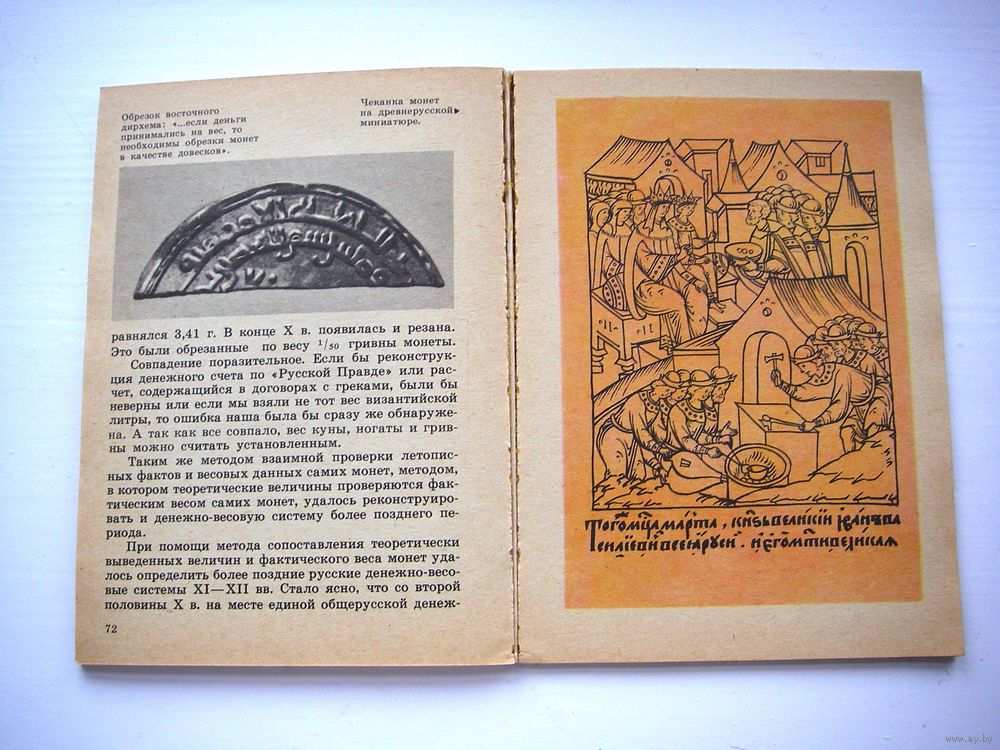 Обрезок восточного
дирхема: «...если деньги
принимались на вес, то
необходимы обрезки монет
в качестве довесков».
Чеканка монет
на древнерусской▸
миниатюре.
равнялся 3,41 г. В конце X в. появилась и резана.
Это были обрезанные по весу 1/50 гривны монеты.
Совпадение поразительное. Если бы реконструк-
ция денежного счета по «Русской Правде» или рас-
чет, содержащийся в договорах с греками, были бы
неверны или если мы взяли не тот вес византийской
литры, то ошибка наша была бы сразу же обнаруже-
на. А так как все совпало, вес куны, ногаты и грив-
ны можно считать установленным.
Таким же методом взаимной проверки летопис-
ных фактов и весовых данных самих монет, методом,
в котором теоретические величины проверяются фак-
тическим весом самих монет, удалось реконструиро-
вать и денежно-весовую систему более позднего пе-
риода.
При помощи метода сопоставления теоретически
выведенных величин и фактического веса монет уда-
лось определить более поздние русские денежно-весо-
вые системы XI—XII вв. Стало ясно, что со второй
половины X в. на месте единой общерусской денеж-
72
www.ay.by